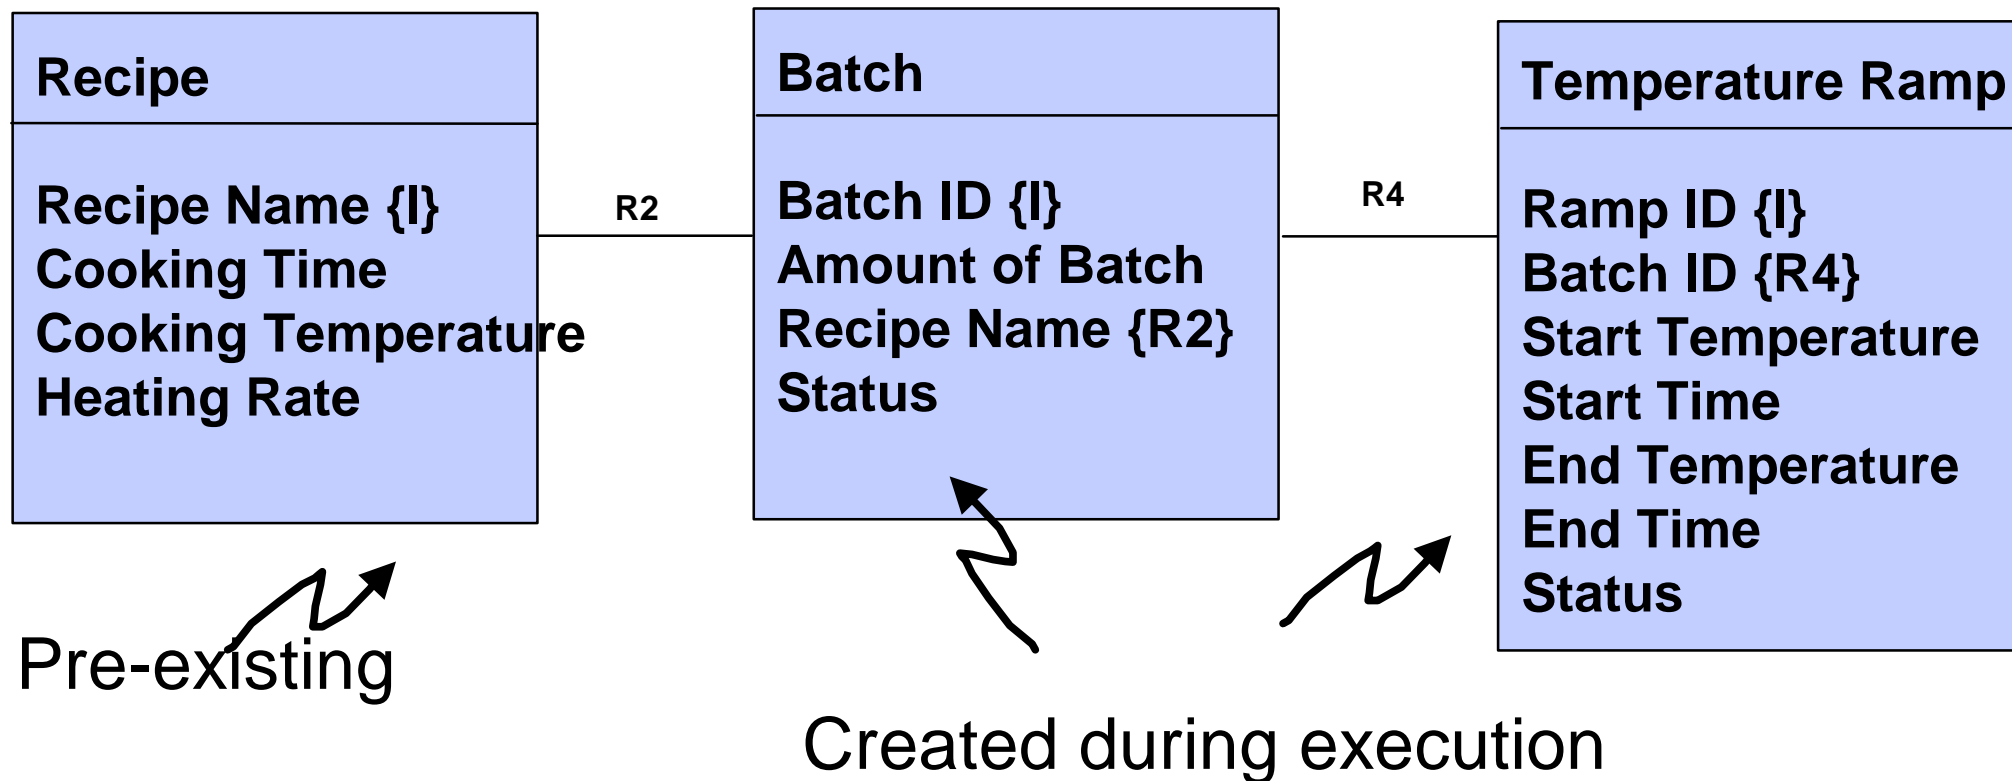 Recipe
Recipe Name {I}
Cooking Time
Cooking Temperature
Heating Rate
R2
Batch
Batch ID {I}
Amount of Batch
Recipe Name {R2}
Status
R4
Temperature Ramp
Ramp ID {I}
Batch ID {R4}
Start Temperature
Start Time
End Temperature
End Time
Status
Pre-existing
Created during execution